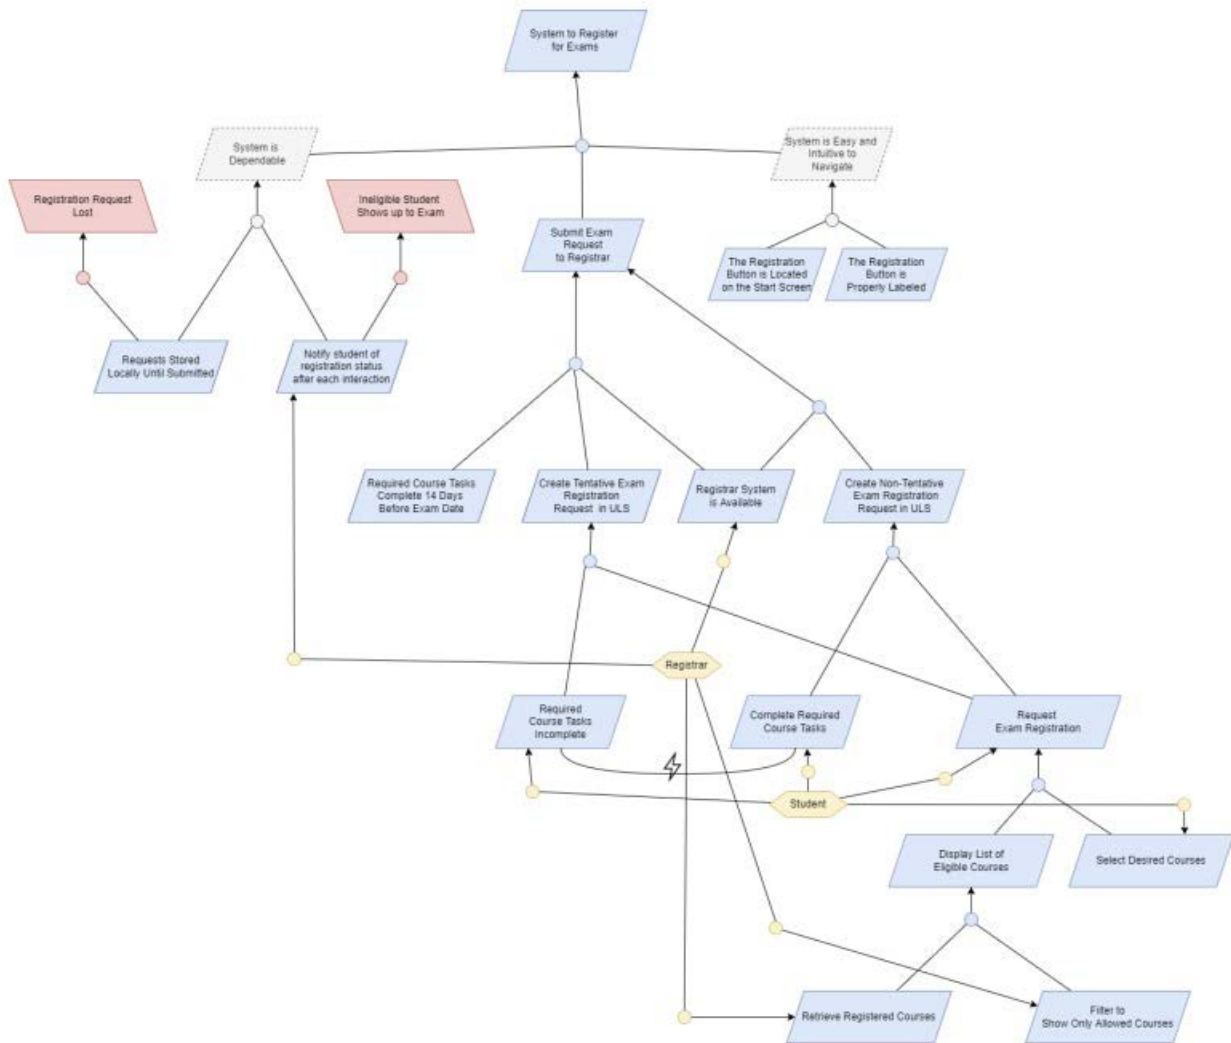 System to Register
for Exams
System is
Dependable
System is Easy and
Intuitive to
Navigate
Registration Request
Lost
Ineligible Student
Shows up to Exam
Submit Exam
Request
to Registrar
The Registration
Button is Located
on the Start Screen
The Registration
Button is
Properly Labeled
Requests Stored
Locally Until Submitted
Notify student of
registration status
after each interaction
Required Course Tasks
Complete 14 Days
Before Exam Date
Create Tentative Exam
Registration
Request in ULS
Registrar System
is Available
Create Non-Tentative
Exam Registration
Request in ULS
Registrar
Required
Course Tasks
Incomplete
Complete Required
Course Tasks
Request
Exam Registration
Student
Display List of
Eligible Courses
Select Desired Courses
Retrieve Registered Courses
Filter to
Show Only Allowed Courses